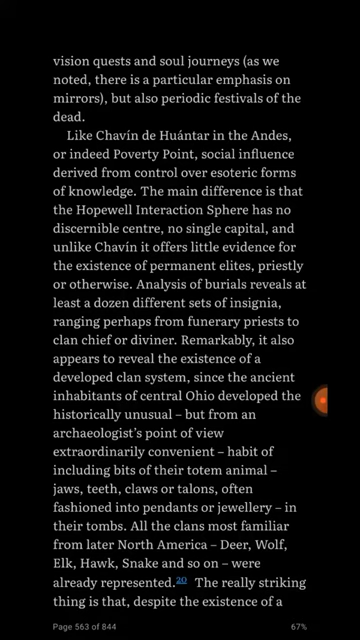 vision quests and soul journeys (as we
noted, there is a particular emphasis on
mirrors), but also periodic festivals of the
dead.
Like Chavín de Huántar in the Andes,
or indeed Poverty Point, social influence
derived from control over esoteric forms
of knowledge. The main difference is that
the Hopewell Interaction Sphere has no
discernible centre, no single capital, and
unlike Chavín it offers little evidence for
the existence of permanent elites, priestly
or otherwise. Analysis of burials reveals at
least a dozen different sets of insignia,
ranging perhaps from funerary priests to
clan chief or diviner. Remarkably, it also
appears to reveal the existence of a
developed clan system, since the ancient
inhabitants of central Ohio developed the
historically unusual – but from an
archaeologist's point of view
extraordinarily convenient – habit of
including bits of their totem animal –
jaws, teeth, claws or talons, often
fashioned into pendants or jewellery – in
their tombs. All the clans most familiar
from later North America – Deer, Wolf,
Elk, Hawk, Snake and so on – were
already represented.20 The really striking
thing is that, despite the existence of a
Page 563 of 844 67%